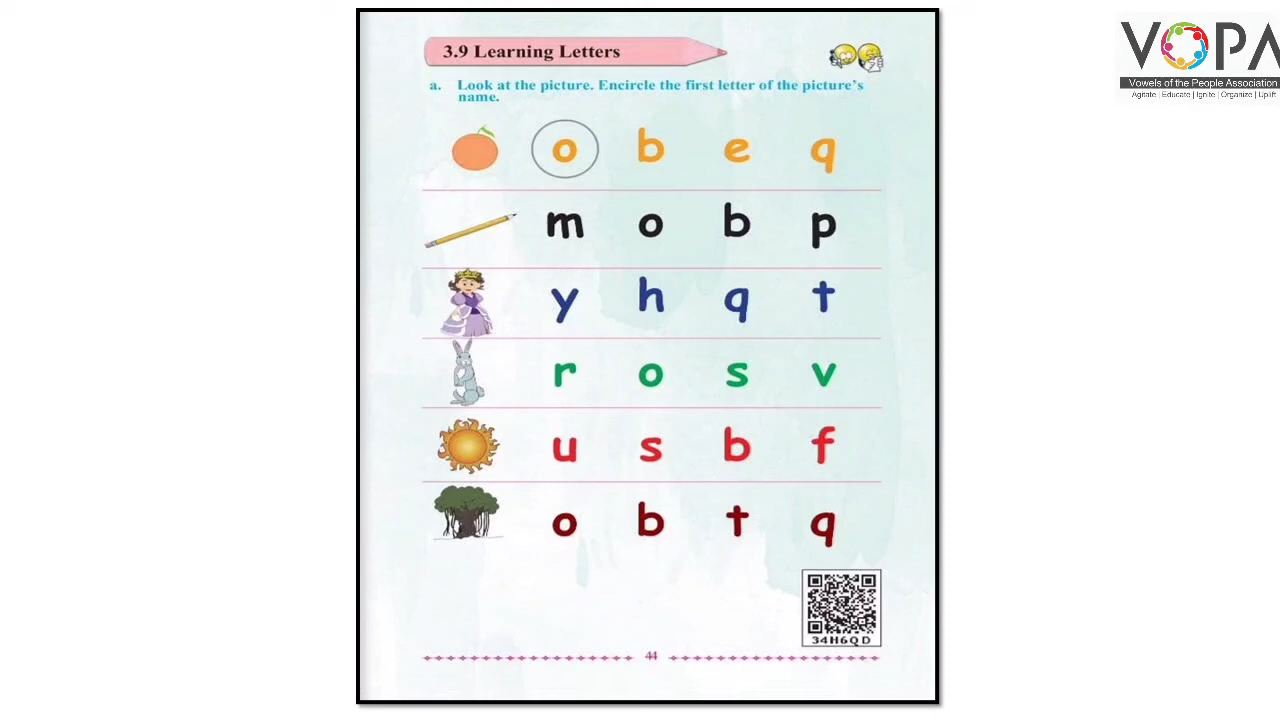 3.9 Learning Letters
a. Look at the picture. Encircle the first letter of the picture's
name.
o b e q
m o b p
y h q t
r o s v
u s b f
o b t q
34H6QD
44
VOPA
Vowels of the People Association
Agitate | Educate | Ignite | Organize | Uplift